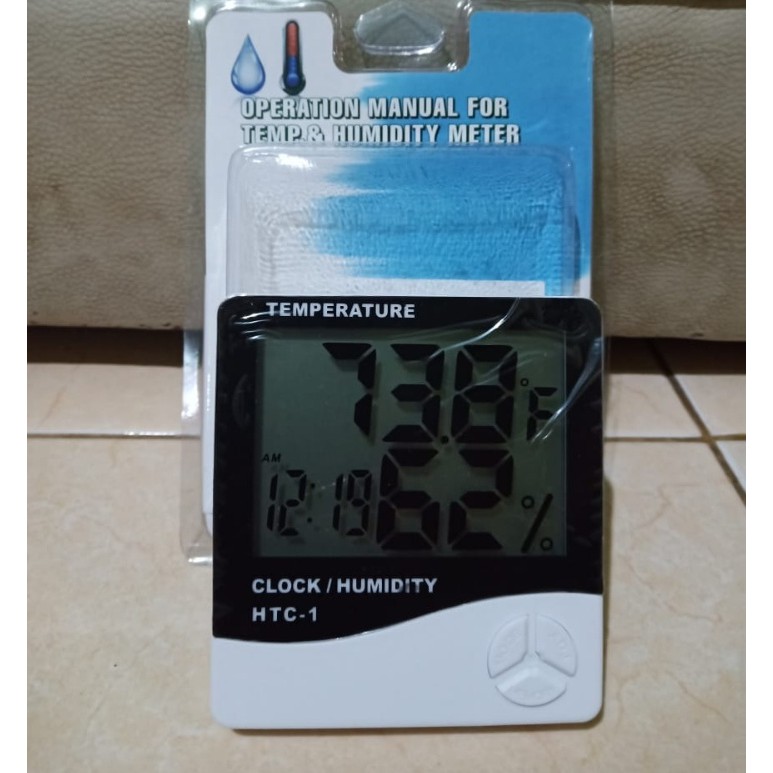 OPERATION MANUAL FOR
TEMP & HUMIDITY METER
TEMPERATURE
73.8°F
AM
12:19
62%
CLOCK / HUMIDITY
HTC-1